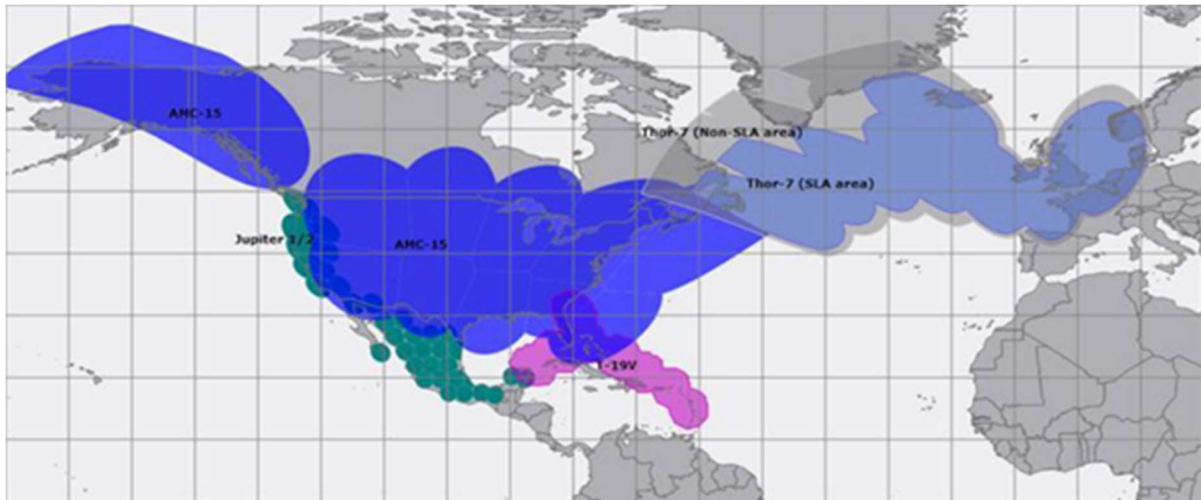 AMC-15
Thor-7 (Non-SLA area)
Thor-7 (SLA area)
Jupiter 1/2
AMC-15
T-19V